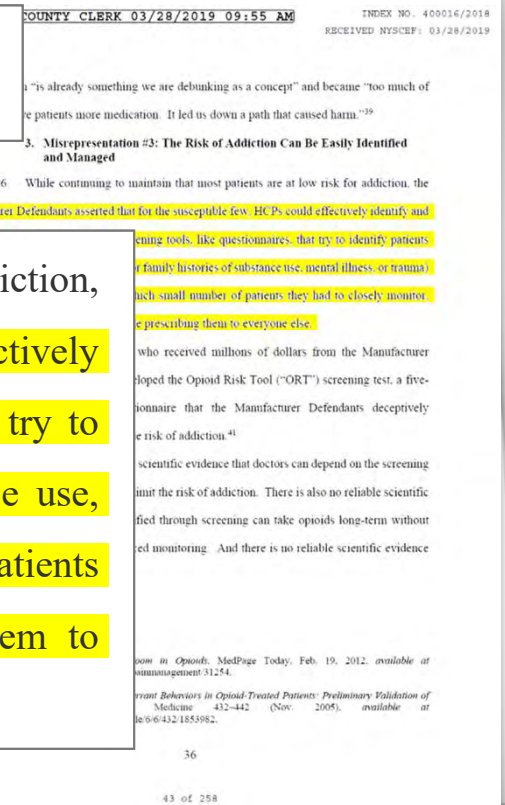 COUNTY CLERK 03/28/2019 09:55 AM
INDEX NO. 400016/2018
RECEIVED NYSCEF: 03/28/2019
“is already something we are debunking as a concept” and became “too much of
patients more medication. It led us down a path that caused harm.”39
3. Misrepresentation #3: The Risk of Addiction Can Be Easily Identified
and Managed
6. While continuing to maintain that most patients are at low risk for addiction, the
rer Defendants asserted that for the susceptible few, HCPs could effectively identify and
ening tools, like questionnaires, that try to identify patients
r family histories of substance use, mental illness, or trauma)
hich small number of patients they had to closely monitor,
e prescribing them to everyone else.
who received millions of dollars from the Manufacturer
eloped the Opioid Risk Tool (“ORT”) screening test, a five-
ionnaire that the Manufacturer Defendants deceptively
e risk of addiction.41
scientific evidence that doctors can depend on the screening
imit the risk of addiction. There is also no reliable scientific
fied through screening can take opioids long-term without
ed monitoring. And there is no reliable scientific evidence
iction,
ctively
try to
e use,
atients
em to
oom in Opioids, MedPage Today, Feb. 19, 2012, available at
ainmanagement/31254.
rrant Behaviors in Opioid-Treated Patients: Preliminary Validation of
Medicine 432–442 (Nov. 2005), available at
le/6/6/432/1853982.
36
43 of 258